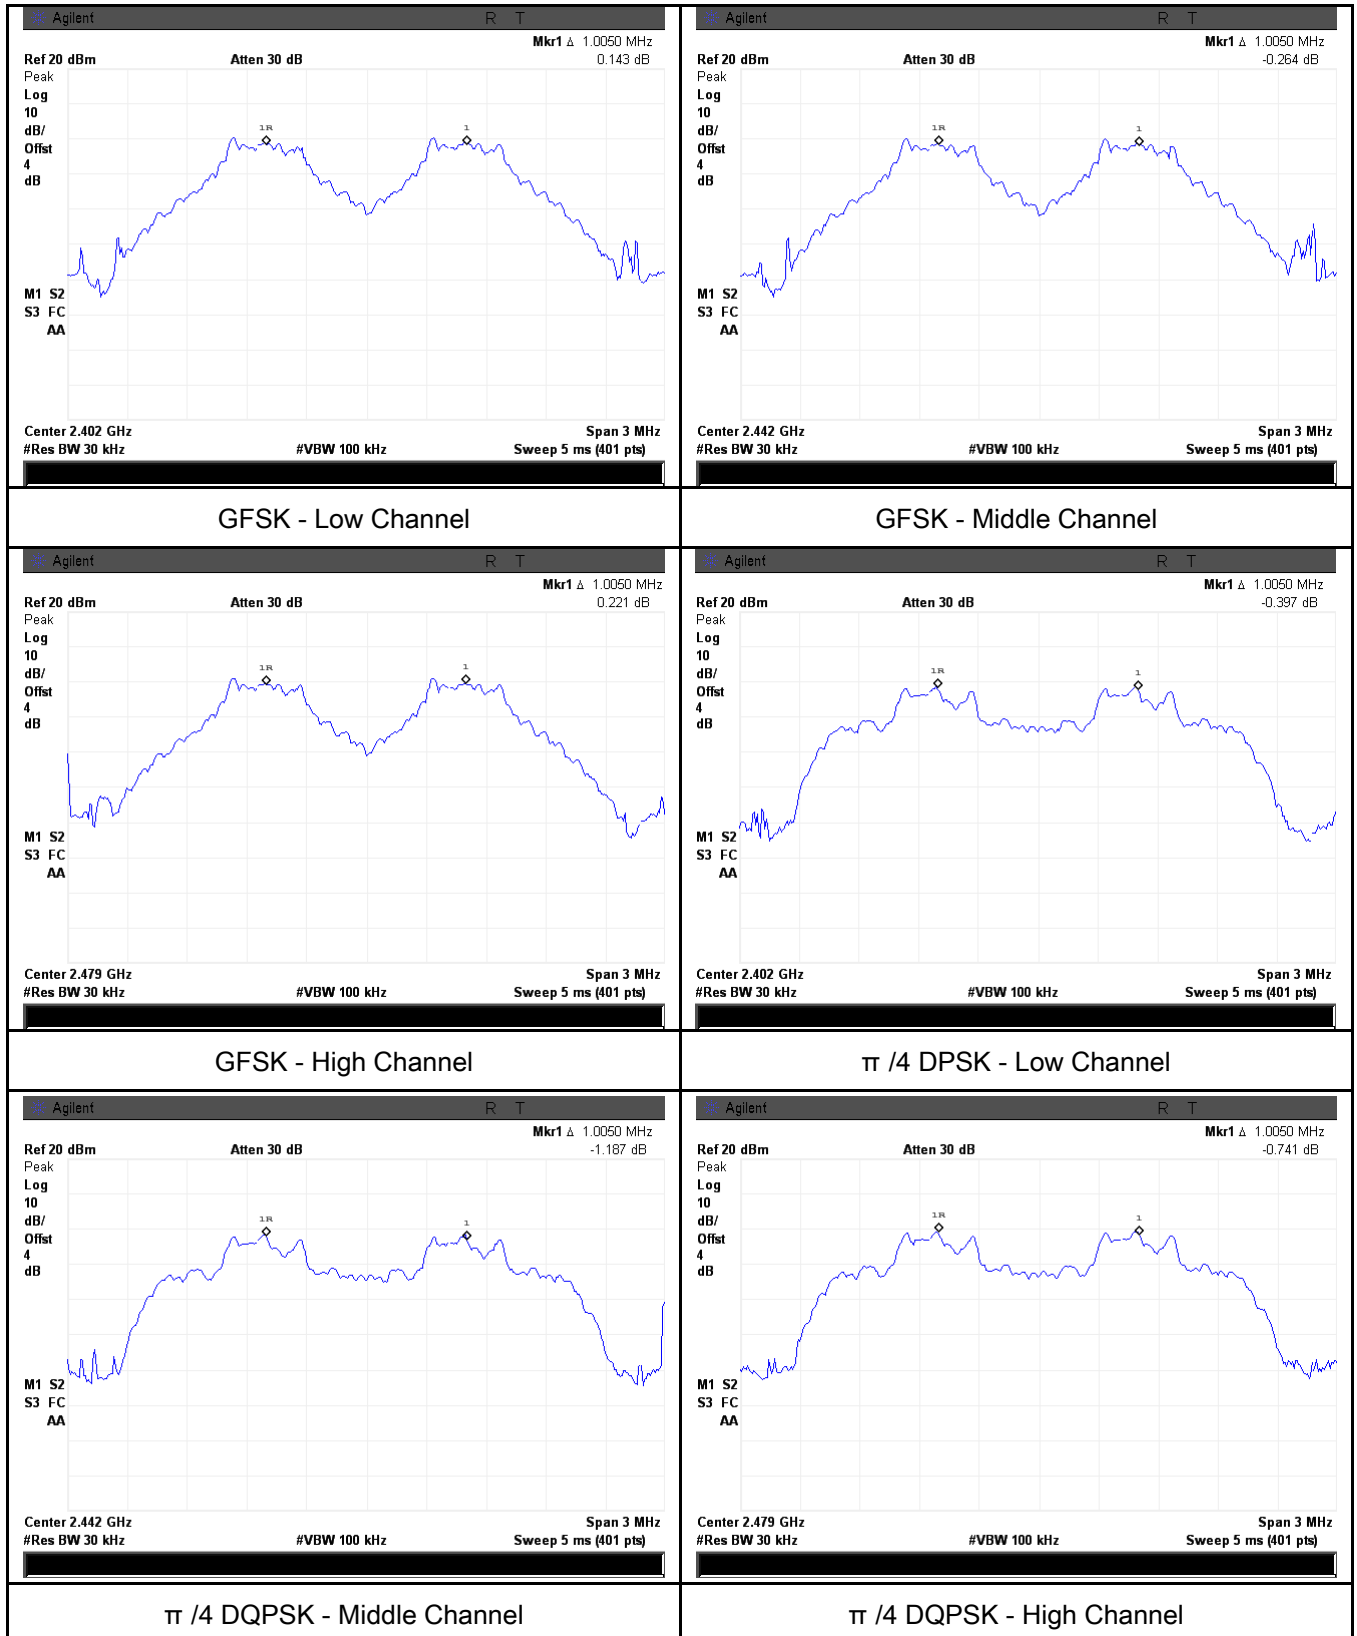 Agilent R T
Mkr1 Δ 1.0050 MHz
Ref 20 dBm Atten 30 dB 0.143 dB
Peak
Log
10
dB/
Offst
4
dB
1R 1
M1 S2
S3 FC
AA
Center 2.402 GHz Span 3 MHz
#Res BW 30 kHz #VBW 100 kHz Sweep 5 ms (401 pts)
GFSK - Low Channel
Agilent R T
Mkr1 Δ 1.0050 MHz
Ref 20 dBm Atten 30 dB -0.264 dB
Peak
Log
10
dB/
Offst
4
dB
1R 1
M1 S2
S3 FC
AA
Center 2.442 GHz Span 3 MHz
#Res BW 30 kHz #VBW 100 kHz Sweep 5 ms (401 pts)
GFSK - Middle Channel
Agilent R T
Mkr1 Δ 1.0050 MHz
Ref 20 dBm Atten 30 dB 0.221 dB
Peak
Log
10
dB/
Offst
4
dB
1R 1
M1 S2
S3 FC
AA
Center 2.479 GHz Span 3 MHz
#Res BW 30 kHz #VBW 100 kHz Sweep 5 ms (401 pts)
GFSK - High Channel
Agilent R T
Mkr1 Δ 1.0050 MHz
Ref 20 dBm Atten 30 dB -0.397 dB
Peak
Log
10
dB/
Offst
4
dB
1R 1
M1 S2
S3 FC
AA
Center 2.402 GHz Span 3 MHz
#Res BW 30 kHz #VBW 100 kHz Sweep 5 ms (401 pts)
π /4 DPSK - Low Channel
Agilent R T
Mkr1 Δ 1.0050 MHz
Ref 20 dBm Atten 30 dB -1.187 dB
Peak
Log
10
dB/
Offst
4
dB
1R 1
M1 S2
S3 FC
AA
Center 2.442 GHz Span 3 MHz
#Res BW 30 kHz #VBW 100 kHz Sweep 5 ms (401 pts)
π /4 DQPSK - Middle Channel
Agilent R T
Mkr1 Δ 1.0050 MHz
Ref 20 dBm Atten 30 dB -0.741 dB
Peak
Log
10
dB/
Offst
4
dB
1R 1
M1 S2
S3 FC
AA
Center 2.479 GHz Span 3 MHz
#Res BW 30 kHz #VBW 100 kHz Sweep 5 ms (401 pts)
π /4 DQPSK - High Channel